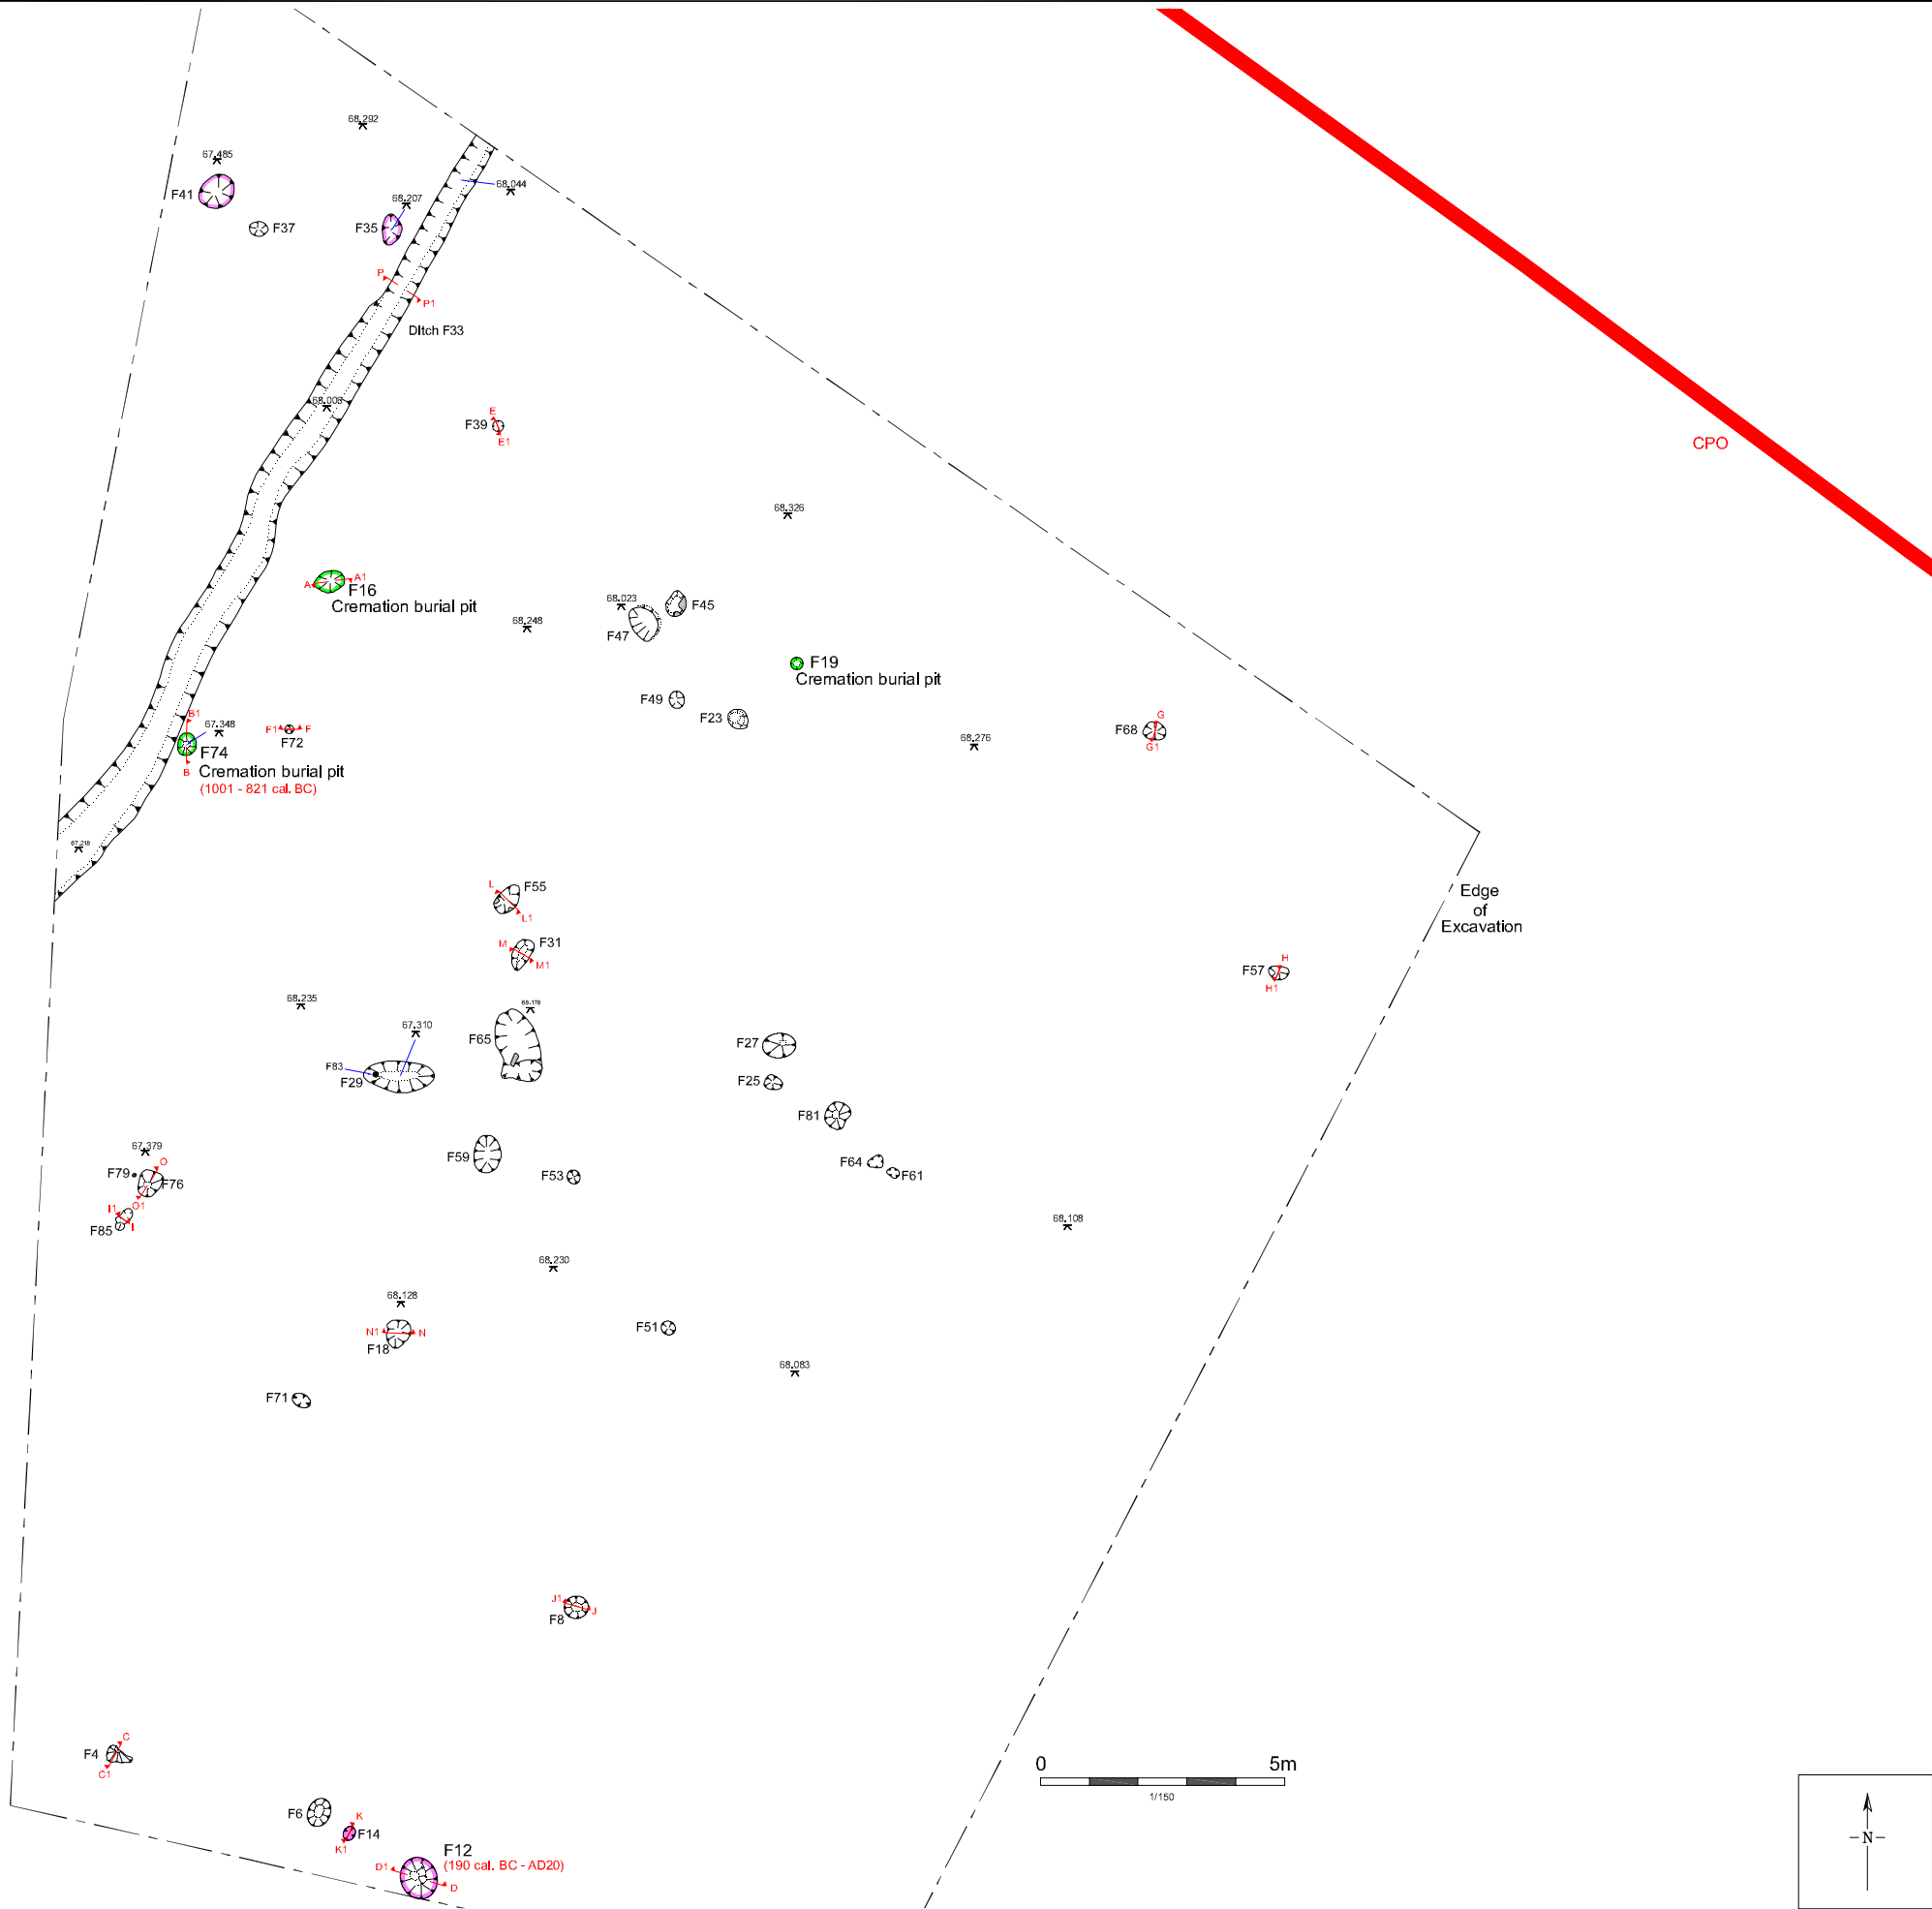 68.292
67.485
F41
F37
68.207
F35
68.044
P
P1
Ditch F33
CPO
68.006
E
F39
E1
68.326
A
A1
F16
Cremation burial pit
68.248
68.023
F45
F47
F19
Cremation burial pit
F49
F23
B1
67.348
F1
F
F72
F74
B
Cremation burial pit
(1001 - 821 cal. BC)
G
F68
G1
68.276
67.218
L
F55
L1
Edge
of
Excavation
M
F31
M1
H
F57
H1
68.235
68.178
67.310
F65
F83
F29
F27
F25
F81
67.379
O
F79
F76
O1
I1
I
F85
F59
F53
F64
F61
68.108
68.230
68.128
N1
N
F18
F51
68.083
F71
J1
J
F8
C
F4
C1
0
5m
1/150
F6
K
F14
K1
F12
(190 cal. BC - AD20)
D1
D
N